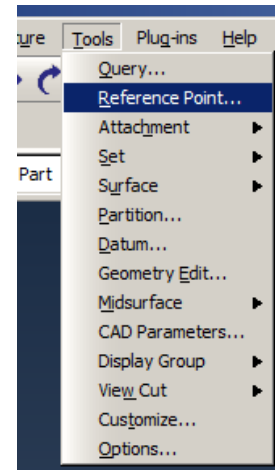 ure Tools Plug-ins Help
Query...
Reference Point...
Part Attachment
Set
Surface
Partition...
Datum...
Geometry Edit...
Midsurface
CAD Parameters...
Display Group
View Cut
Customize...
Options...